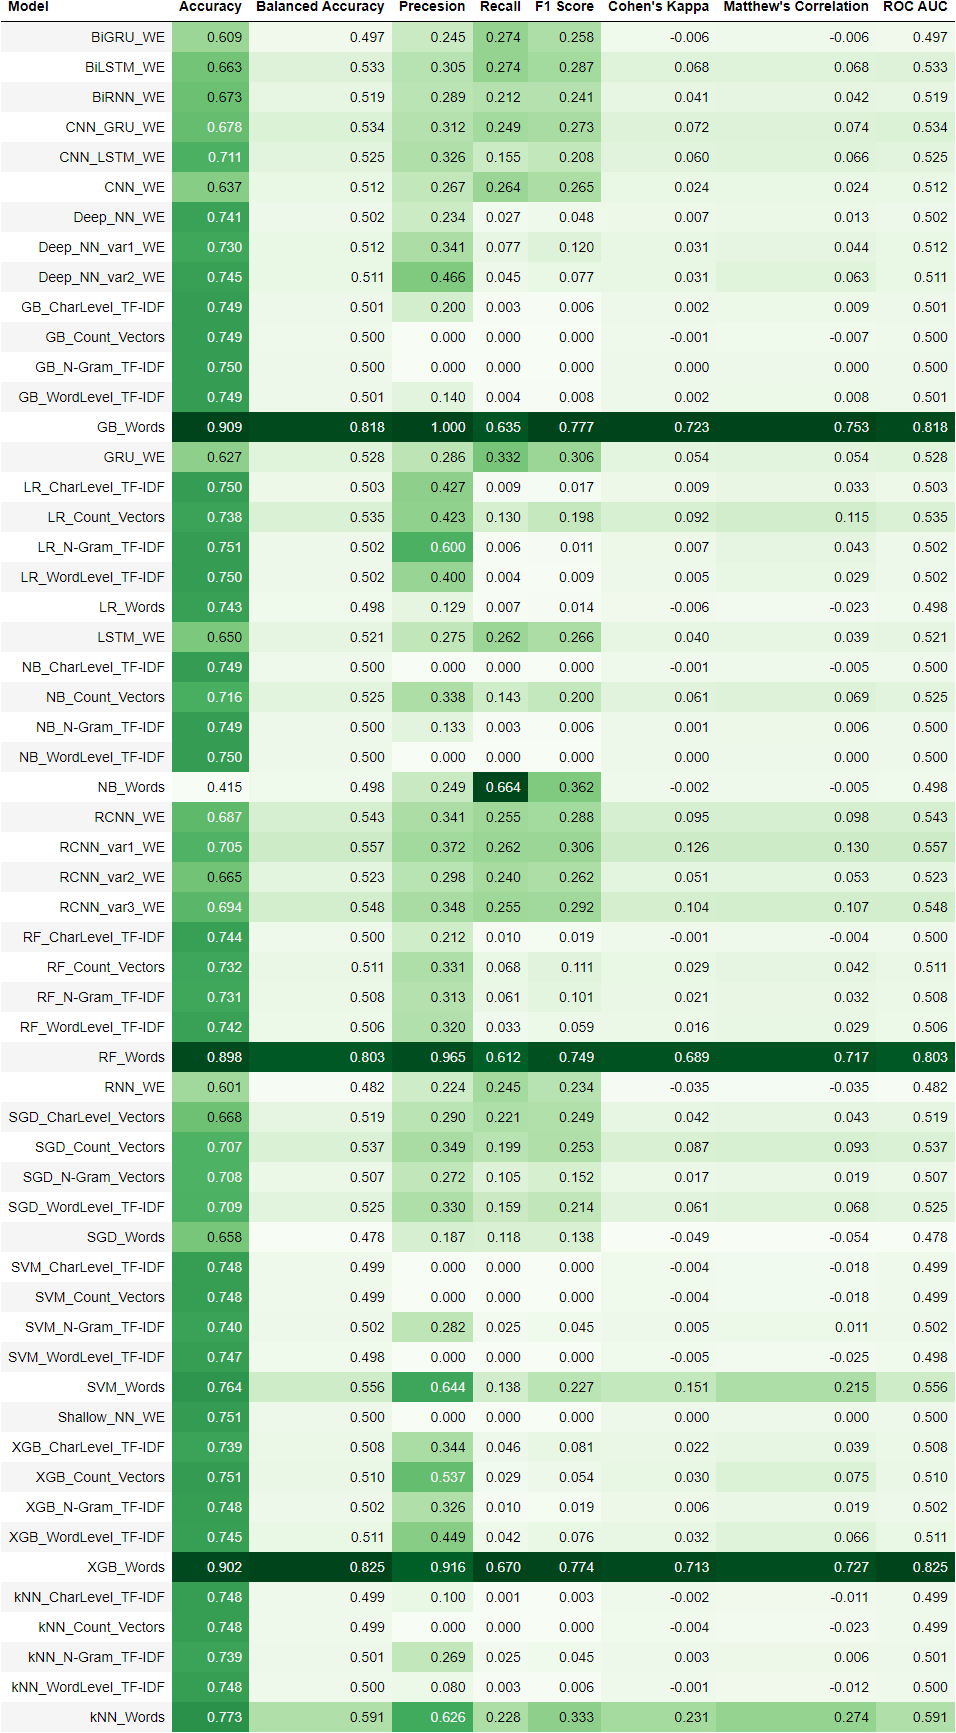 Model Accuracy Balanced Accuracy Precesion Recall F1 Score Cohen's Kappa Matthew's Correlation ROC AUC
BiGRU_WE 0.609 0.497 0.245 0.274 0.258 -0.006 -0.006 0.497
BiLSTM_WE 0.663 0.533 0.305 0.274 0.287 0.068 0.068 0.533
BiRNN_WE 0.673 0.519 0.289 0.212 0.241 0.041 0.042 0.519
CNN_GRU_WE 0.678 0.534 0.312 0.249 0.273 0.072 0.074 0.534
CNN_LSTM_WE 0.711 0.525 0.326 0.155 0.208 0.060 0.066 0.525
CNN_WE 0.637 0.512 0.267 0.264 0.265 0.024 0.024 0.512
Deep_NN_WE 0.741 0.502 0.234 0.027 0.048 0.007 0.013 0.502
Deep_NN_var1_WE 0.730 0.512 0.341 0.077 0.120 0.031 0.044 0.512
Deep_NN_var2_WE 0.745 0.511 0.466 0.045 0.077 0.031 0.063 0.511
GB_CharLevel_TF-IDF 0.749 0.501 0.200 0.003 0.006 0.002 0.009 0.501
GB_Count_Vectors 0.749 0.500 0.000 0.000 0.000 -0.001 -0.007 0.500
GB_N-Gram_TF-IDF 0.750 0.500 0.000 0.000 0.000 0.000 0.000 0.500
GB_WordLevel_TF-IDF 0.749 0.501 0.140 0.004 0.008 0.002 0.008 0.501
GB_Words 0.909 0.818 1.000 0.635 0.777 0.723 0.753 0.818
GRU_WE 0.627 0.528 0.286 0.332 0.306 0.054 0.054 0.528
LR_CharLevel_TF-IDF 0.750 0.503 0.427 0.009 0.017 0.009 0.033 0.503
LR_Count_Vectors 0.738 0.535 0.423 0.130 0.198 0.092 0.115 0.535
LR_N-Gram_TF-IDF 0.751 0.502 0.600 0.006 0.011 0.007 0.043 0.502
LR_WordLevel_TF-IDF 0.750 0.502 0.400 0.004 0.009 0.005 0.029 0.502
LR_Words 0.743 0.498 0.129 0.007 0.014 -0.006 -0.023 0.498
LSTM_WE 0.650 0.521 0.275 0.262 0.266 0.040 0.039 0.521
NB_CharLevel_TF-IDF 0.749 0.500 0.000 0.000 0.000 -0.001 -0.005 0.500
NB_Count_Vectors 0.716 0.525 0.338 0.143 0.200 0.061 0.069 0.525
NB_N-Gram_TF-IDF 0.749 0.500 0.133 0.003 0.006 0.001 0.006 0.500
NB_WordLevel_TF-IDF 0.750 0.500 0.000 0.000 0.000 0.000 0.000 0.500
NB_Words 0.415 0.498 0.249 0.664 0.362 -0.002 -0.005 0.498
RCNN_WE 0.687 0.543 0.341 0.255 0.288 0.095 0.098 0.543
RCNN_var1_WE 0.705 0.557 0.372 0.262 0.306 0.126 0.130 0.557
RCNN_var2_WE 0.665 0.523 0.298 0.240 0.262 0.051 0.053 0.523
RCNN_var3_WE 0.694 0.548 0.348 0.255 0.292 0.104 0.107 0.548
RF_CharLevel_TF-IDF 0.744 0.500 0.212 0.010 0.019 -0.001 -0.004 0.500
RF_Count_Vectors 0.732 0.511 0.331 0.068 0.111 0.029 0.042 0.511
RF_N-Gram_TF-IDF 0.731 0.508 0.313 0.061 0.101 0.021 0.032 0.508
RF_WordLevel_TF-IDF 0.742 0.506 0.320 0.033 0.059 0.016 0.029 0.506
RF_Words 0.898 0.803 0.965 0.612 0.749 0.689 0.717 0.803
RNN_WE 0.601 0.482 0.224 0.245 0.234 -0.035 -0.035 0.482
SGD_CharLevel_Vectors 0.668 0.519 0.290 0.221 0.249 0.042 0.043 0.519
SGD_Count_Vectors 0.707 0.537 0.349 0.199 0.253 0.087 0.093 0.537
SGD_N-Gram_Vectors 0.708 0.507 0.272 0.105 0.152 0.017 0.019 0.507
SGD_WordLevel_TF-IDF 0.709 0.525 0.330 0.159 0.214 0.061 0.068 0.525
SGD_Words 0.658 0.478 0.187 0.118 0.138 -0.049 -0.054 0.478
SVM_CharLevel_TF-IDF 0.748 0.499 0.000 0.000 0.000 -0.004 -0.018 0.499
SVM_Count_Vectors 0.748 0.499 0.000 0.000 0.000 -0.004 -0.018 0.499
SVM_N-Gram_TF-IDF 0.740 0.502 0.282 0.025 0.045 0.005 0.011 0.502
SVM_WordLevel_TF-IDF 0.747 0.498 0.000 0.000 0.000 -0.005 -0.025 0.498
SVM_Words 0.764 0.556 0.644 0.138 0.227 0.151 0.215 0.556
Shallow_NN_WE 0.751 0.500 0.000 0.000 0.000 0.000 0.000 0.500
XGB_CharLevel_TF-IDF 0.739 0.508 0.344 0.046 0.081 0.022 0.039 0.508
XGB_Count_Vectors 0.751 0.510 0.537 0.029 0.054 0.030 0.075 0.510
XGB_N-Gram_TF-IDF 0.748 0.502 0.326 0.010 0.019 0.006 0.019 0.502
XGB_WordLevel_TF-IDF 0.745 0.511 0.449 0.042 0.076 0.032 0.066 0.511
XGB_Words 0.902 0.825 0.916 0.670 0.774 0.713 0.727 0.825
kNN_CharLevel_TF-IDF 0.748 0.499 0.100 0.001 0.003 -0.002 -0.011 0.499
kNN_Count_Vectors 0.748 0.499 0.000 0.000 0.000 -0.004 -0.023 0.499
kNN_N-Gram_TF-IDF 0.739 0.501 0.269 0.025 0.045 0.003 0.006 0.501
kNN_WordLevel_TF-IDF 0.748 0.500 0.080 0.003 0.006 -0.001 -0.012 0.500
kNN_Words 0.773 0.591 0.626 0.228 0.333 0.231 0.274 0.591